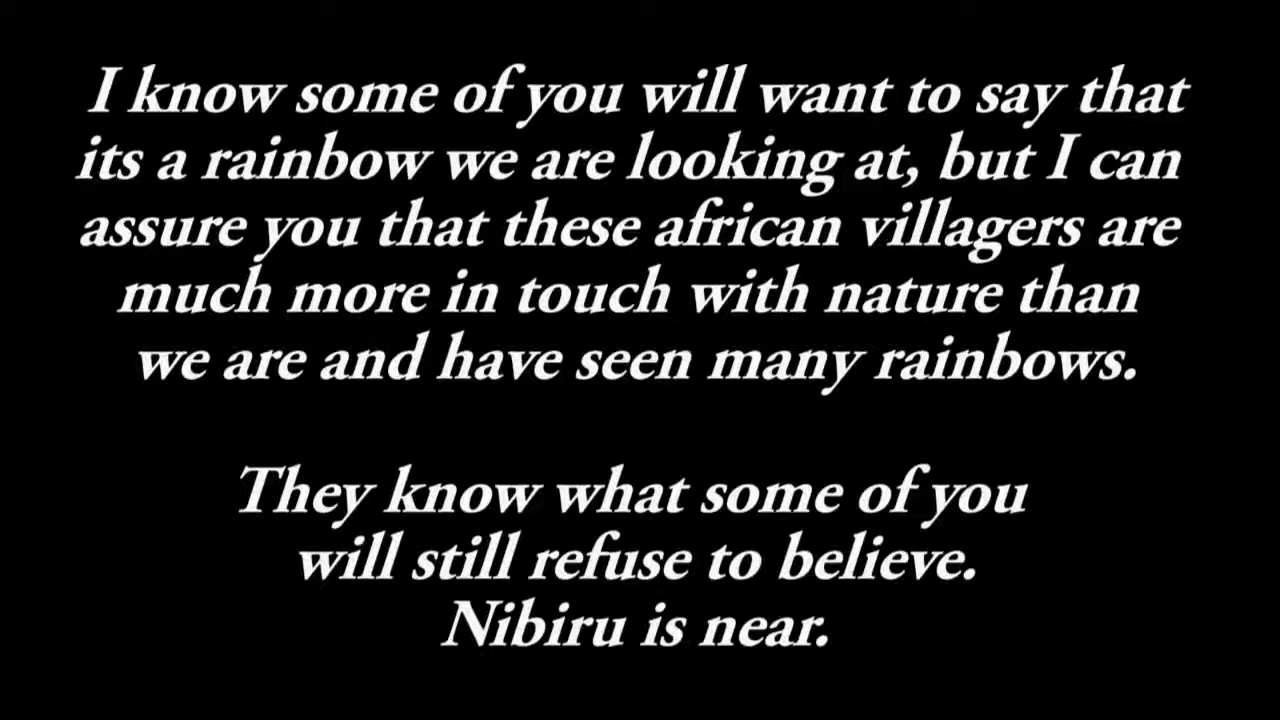 I know some of you will want to say that
its a rainbow we are looking at, but I can
assure you that these african villagers are
much more in touch with nature than
we are and have seen many rainbows.
They know what some of you
will still refuse to believe.
Nibiru is near.